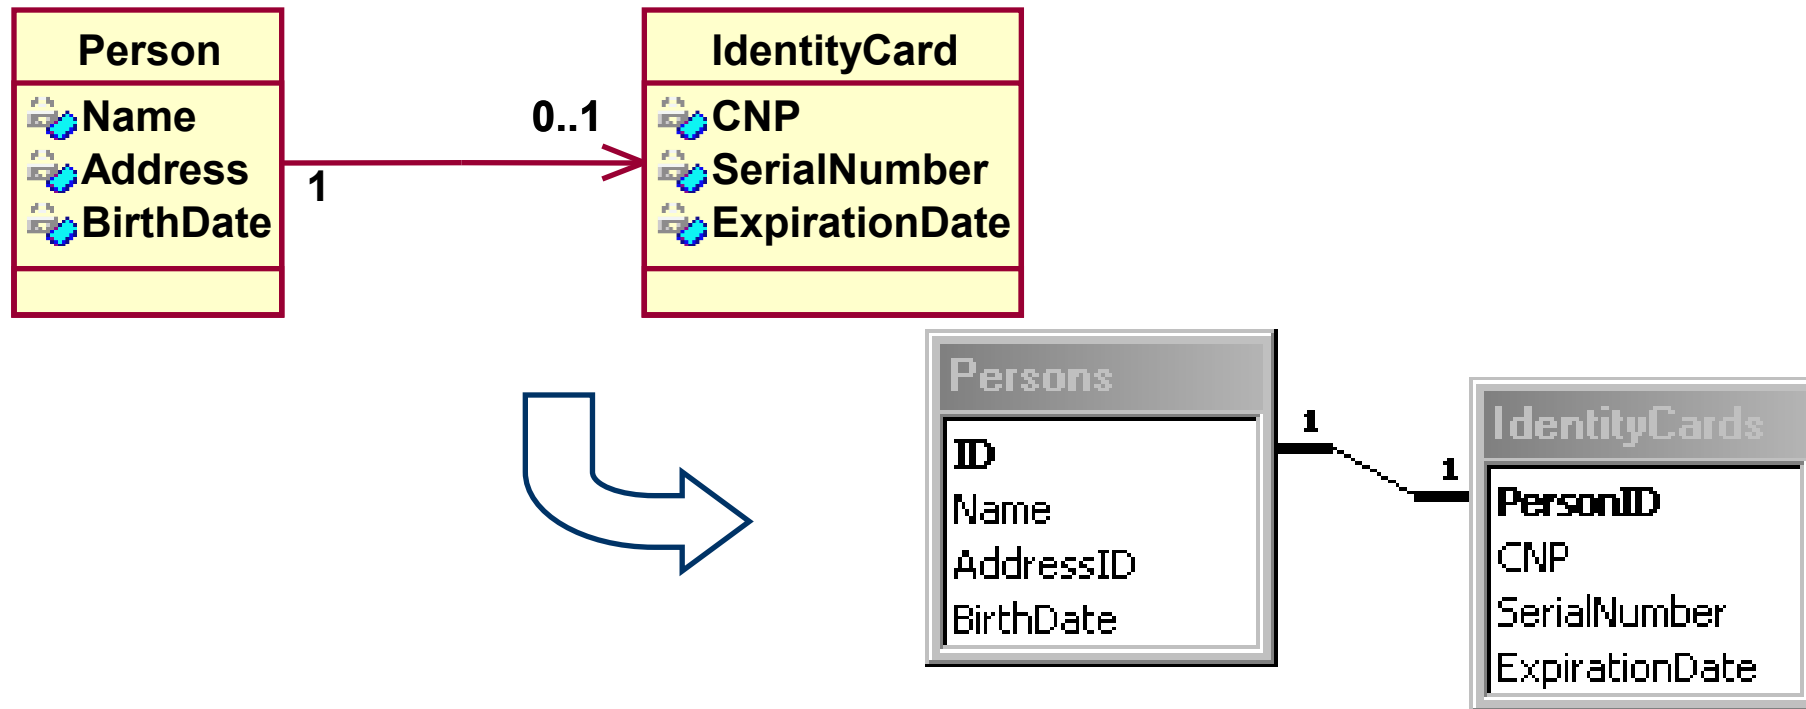 Person
Name
Address
BirthDate
1
0..1
IdentityCard
CNP
SerialNumber
ExpirationDate
Persons
ID
Name
AddressID
BirthDate
1
1
IdentityCards
PersonID
CNP
SerialNumber
ExpirationDate